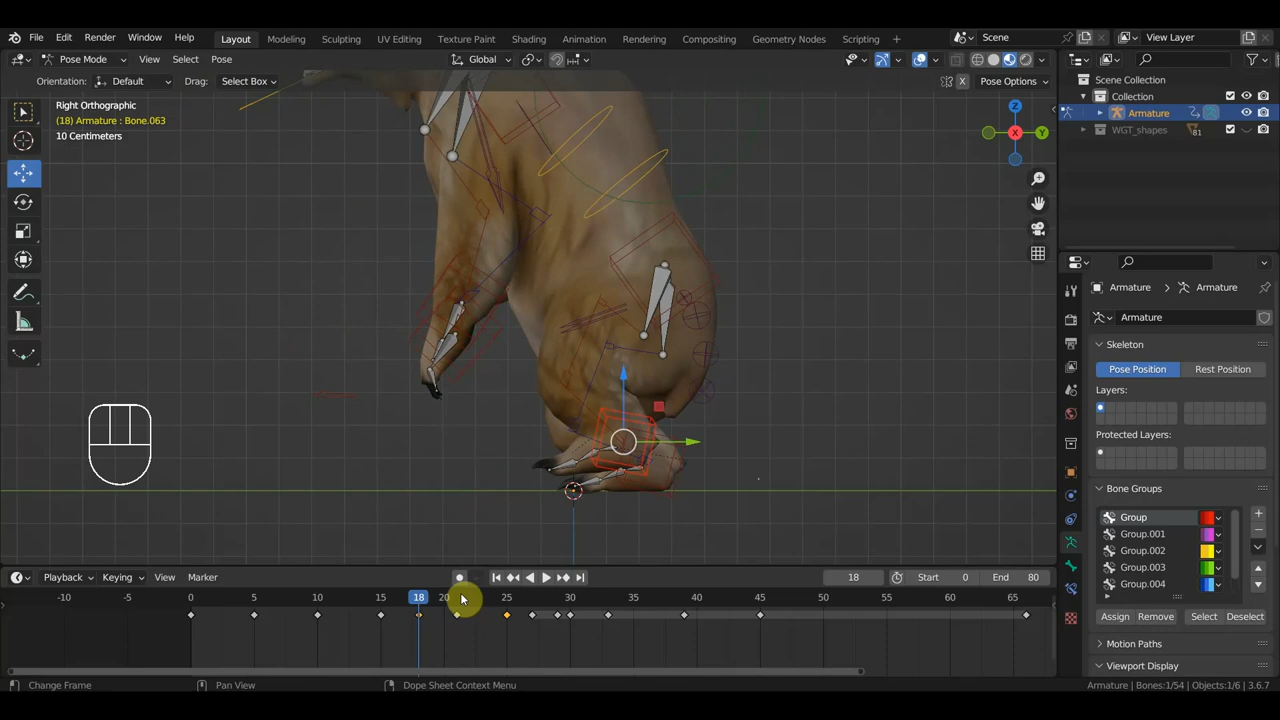 File Edit Render Window Help Layout Modeling Sculpting UV Editing Texture Paint Shading Animation Rendering Compositing Geometry Nodes Scripting + Scene View Layer
Pose Mode View Select Pose Global
Orientation: Default Drag: Select Box X Pose Options
Right Orthographic
(18) Armature : Bone.063
10 Centimeters
Z
X
Y
Scene Collection
Collection
Armature
WGT_shapes 81
Armature Armature
Armature
Skeleton
Pose Position Rest Position
Layers:
Protected Layers:
Bone Groups
Group
Group.001
Group.002
Group.003
Group.004
Assign Remove Select Deselect
Motion Paths
Viewport Display
Playback Keying View Marker 18 Start 0 End 80
-10 -5 0 5 10 15 18 20 25 30 35 40 45 50 55 60 65
Change Frame Pan View Dope Sheet Context Menu Armature | Bones:1/54 | Objects:1/6 | 3.6.7